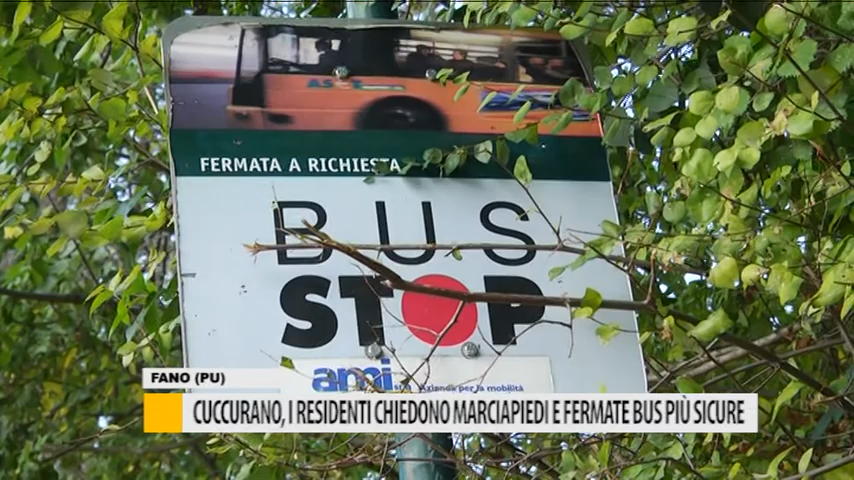 FERMATA A RICHIESTA
BUS
STOP
ami
Azienda per la mobilità
FANO (PU)
CUCCURANO, I RESIDENTI CHIEDONO MARCIAPIEDI E FERMATE BUS PIÙ SICURE